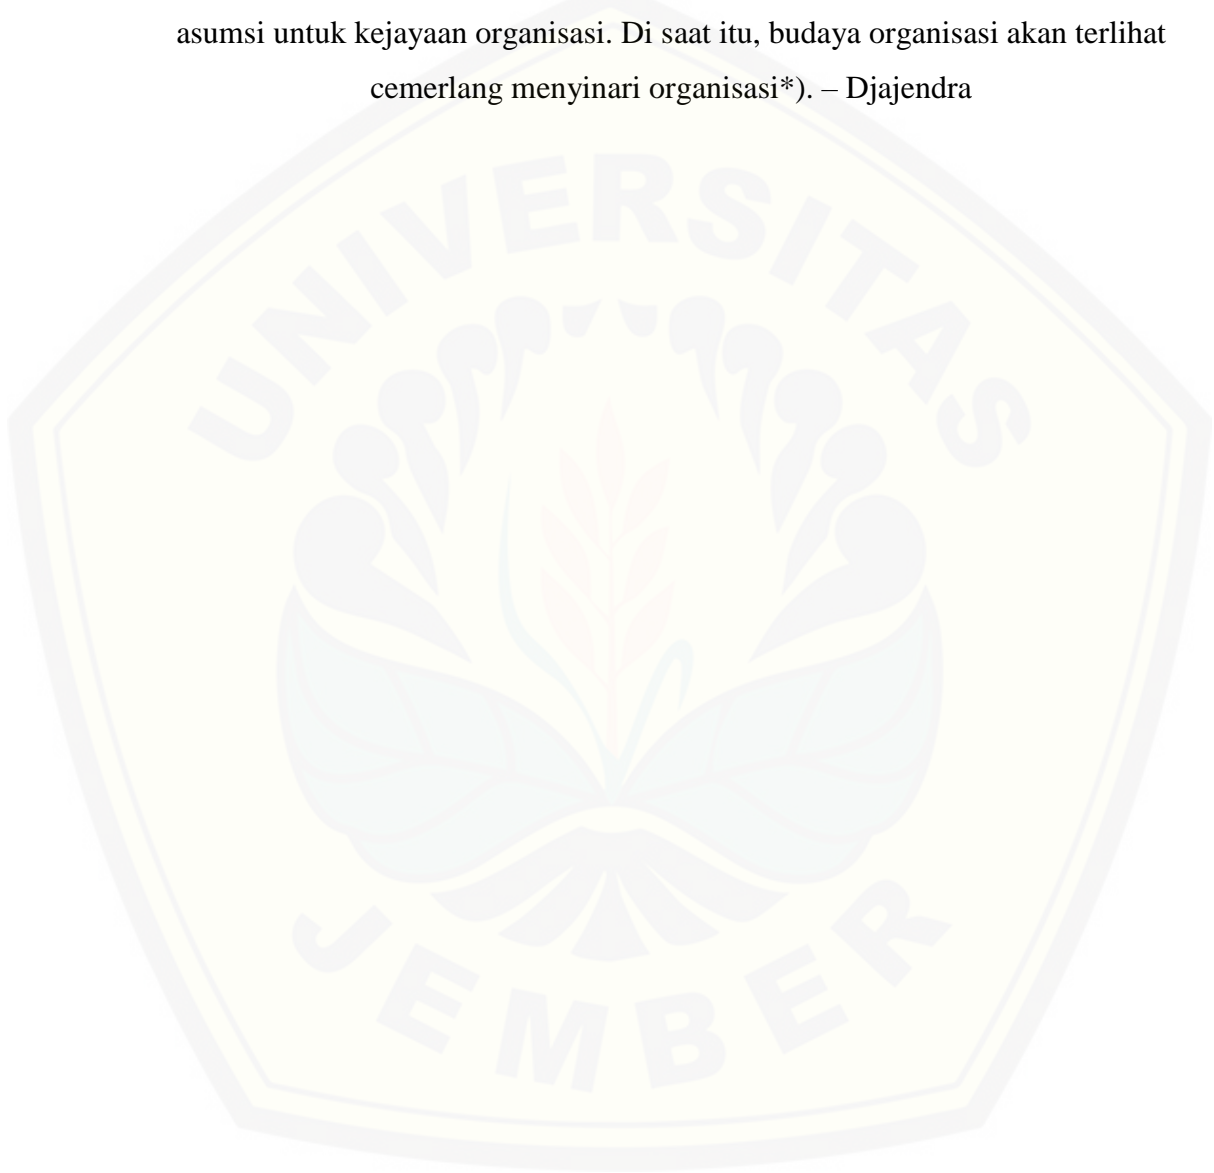 asumsi untuk kejayaan organisasi. Di saat itu, budaya organisasi akan terlihat
cemerlang menyinari organisasi*). – Djajendra
UNIVERSITAS
JEMBER